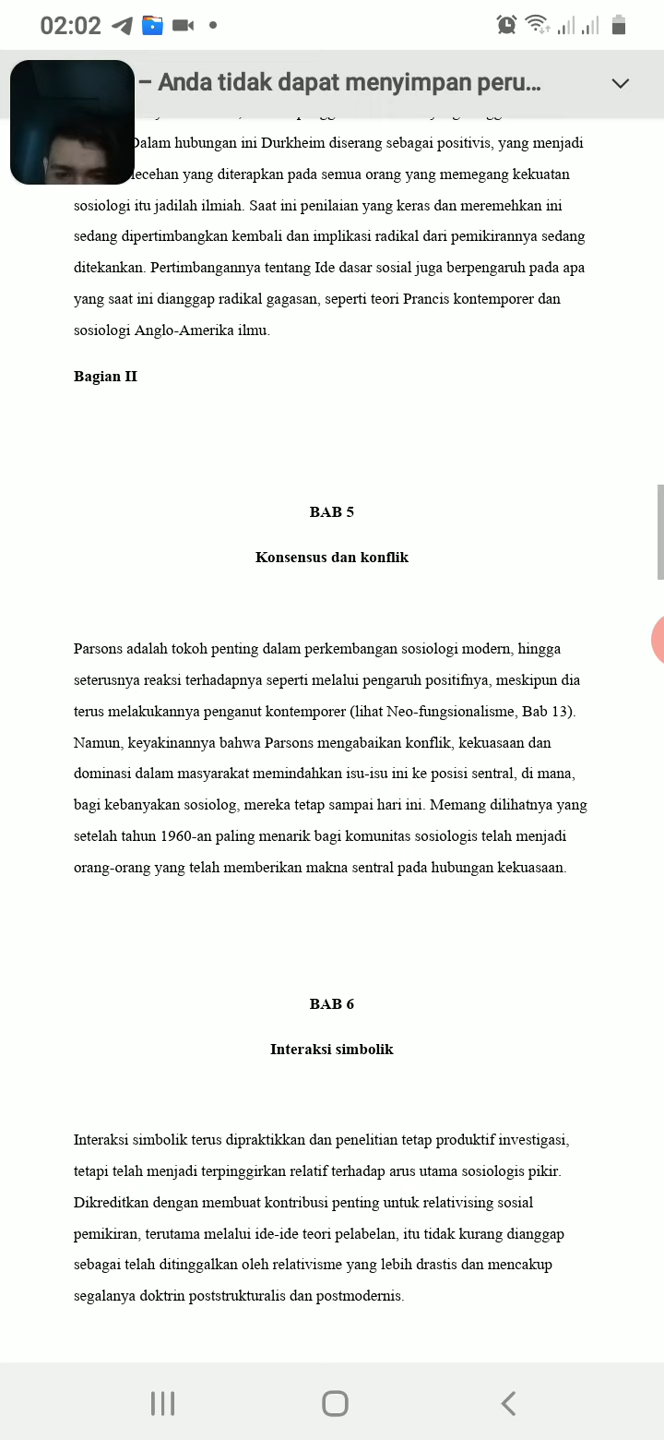 02:02
– Anda tidak dapat menyimpan peru...
Dalam hubungan ini Durkheim diserang sebagai positivis, yang menjadi
lecehan yang diterapkan pada semua orang yang memegang kekuatan
sosiologi itu jadilah ilmiah. Saat ini penilaian yang keras dan meremehkan ini
sedang dipertimbangkan kembali dan implikasi radikal dari pemikirannya sedang
ditekankan. Pertimbangannya tentang Ide dasar sosial juga berpengaruh pada apa
yang saat ini dianggap radikal gagasan, seperti teori Prancis kontemporer dan
sosiologi Anglo-Amerika ilmu.
Bagian II
BAB 5
Konsensus dan konflik
Parsons adalah tokoh penting dalam perkembangan sosiologi modern, hingga
seterusnya reaksi terhadapnya seperti melalui pengaruh positifnya, meskipun dia
terus melakukannya penganut kontemporer (lihat Neo-fungsionalisme, Bab 13).
Namun, keyakinannya bahwa Parsons mengabaikan konflik, kekuasaan dan
dominasi dalam masyarakat memindahkan isu-isu ini ke posisi sentral, di mana,
bagi kebanyakan sosiolog, mereka tetap sampai hari ini. Memang dilihatnya yang
setelah tahun 1960-an paling menarik bagi komunitas sosiologis telah menjadi
orang-orang yang telah memberikan makna sentral pada hubungan kekuasaan.
BAB 6
Interaksi simbolik
Interaksi simbolik terus dipraktikkan dan penelitian tetap produktif investigasi,
tetapi telah menjadi terpinggirkan relatif terhadap arus utama sosiologis pikir.
Dikreditkan dengan membuat kontribusi penting untuk relativising sosial
pemikiran, terutama melalui ide-ide teori pelabelan, itu tidak kurang dianggap
sebagai telah ditinggalkan oleh relativisme yang lebih drastis dan mencakup
segalanya doktrin poststrukturalis dan postmodernis.